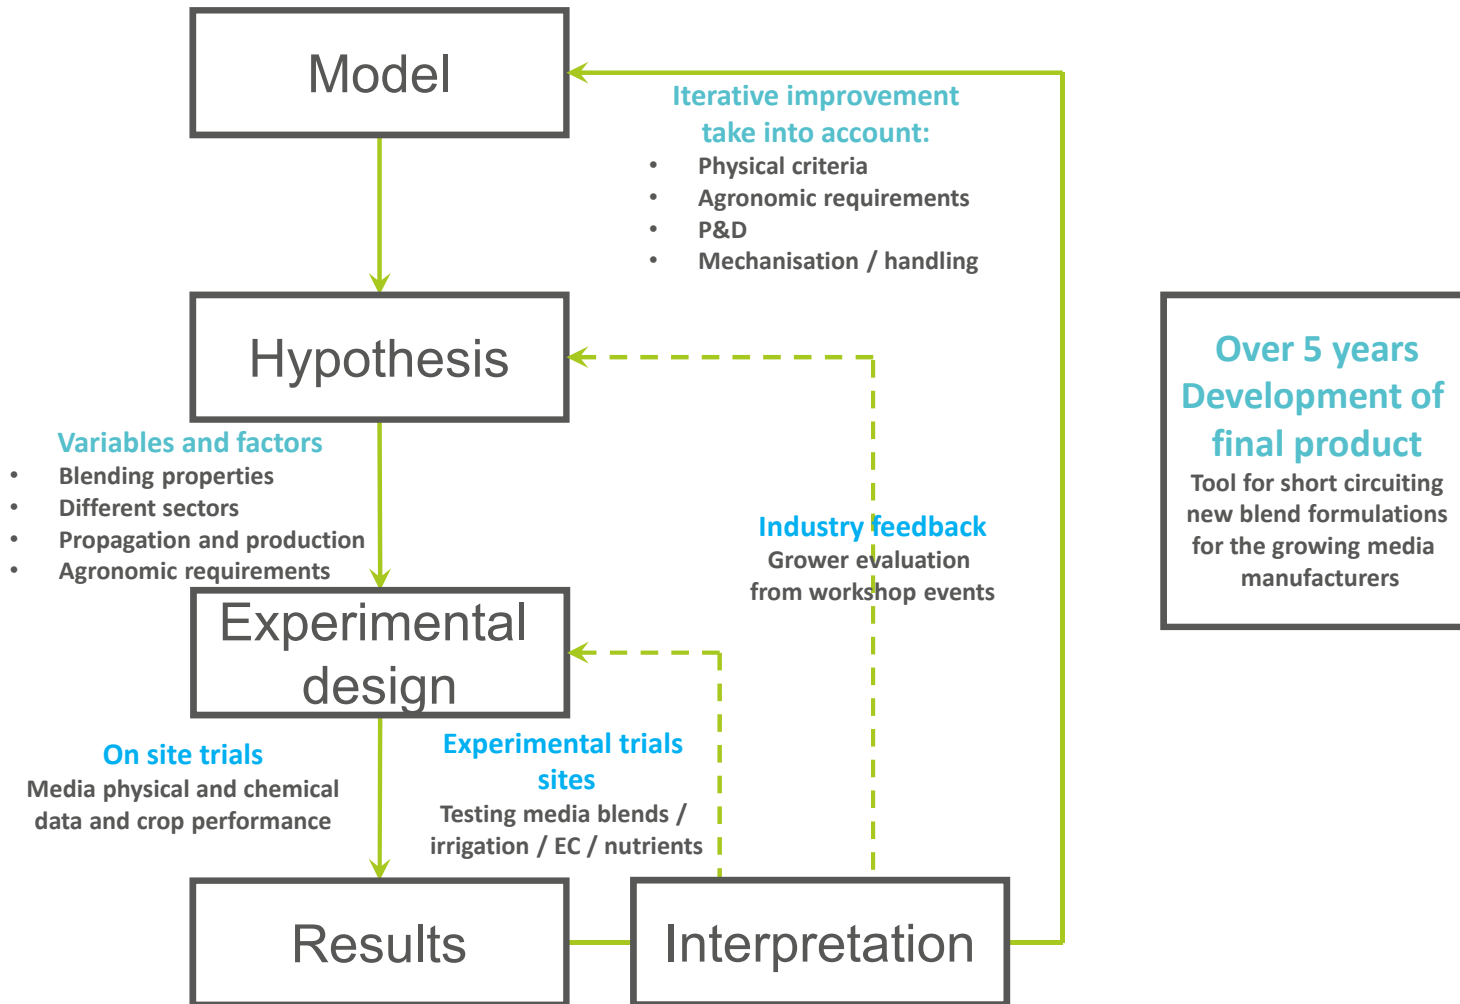 Model
Iterative improvement
take into account:
• Physical criteria
• Agronomic requirements
• P&D
• Mechanisation / handling
Hypothesis
Over 5 years
Development of
final product
Tool for short circuiting
new blend formulations
for the growing media
manufacturers
Variables and factors
• Blending properties
• Different sectors
• Propagation and production
• Agronomic requirements
Industry feedback
Grower evaluation
from workshop events
Experimental
design
On site trials
Media physical and chemical
data and crop performance
Experimental trials
sites
Testing media blends /
irrigation / EC / nutrients
Results
Interpretation